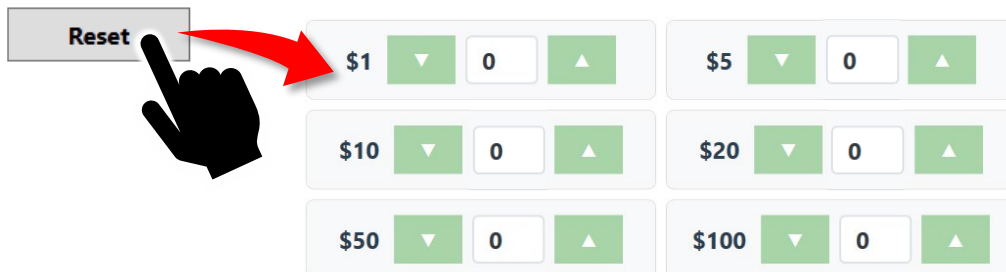 Reset
$1 ▼ 0 ▲ $5 ▼ 0 ▲
$10 ▼ 0 ▲ $20 ▼ 0 ▲
$50 ▼ 0 ▲ $100 ▼ 0 ▲